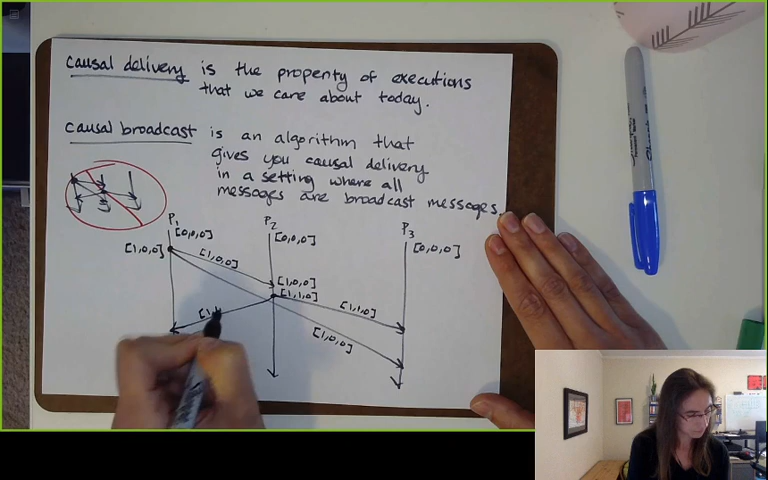 Causal delivery is the property of executions
that we care about today.
Causal broadcast is an algorithm that
gives you causal delivery
in a setting where all
messages are broadcast messages.
P1 P2 P3
[0,0,0] [0,0,0] [0,0,0]
[1,0,0] [1,0,0]
[1,0,0]
[1,1,0] [1,1,0]
[1,1
[1,0,0]